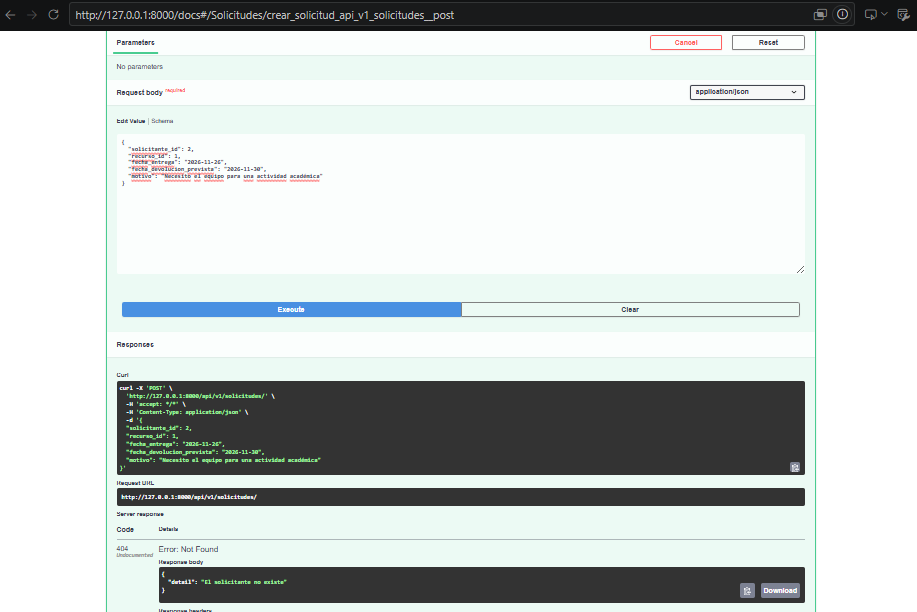 http://127.0.0.1:8000/docs#/Solicitudes/crear_solicitud_api_v1_solicitudes__post
Parameters
Cancel
Reset
No parameters
Request body required
application/json
Edit Value | Schema
{
"solicitante_id": 2,
"recurso_id": 1,
"fecha_entrega": "2026-11-26",
"fecha_devolucion_prevista": "2026-11-30",
"motivo": "Necesito el equipo para una actividad académica"
}
Execute
Clear
Responses
Curl
curl -X 'POST' \
'http://127.0.0.1:8000/api/v1/solicitudes/' \
-H 'accept: */*' \
-H 'Content-Type: application/json' \
-d '{
"solicitante_id": 2,
"recurso_id": 1,
"fecha_entrega": "2026-11-26",
"fecha_devolucion_prevista": "2026-11-30",
"motivo": "Necesito el equipo para una actividad académica"
}'
Request URL
http://127.0.0.1:8000/api/v1/solicitudes/
Server response
Code
Details
404
Undocumented
Error: Not Found
Response body
{
"detail": "El solicitante no existe"
}
Download
Response headers